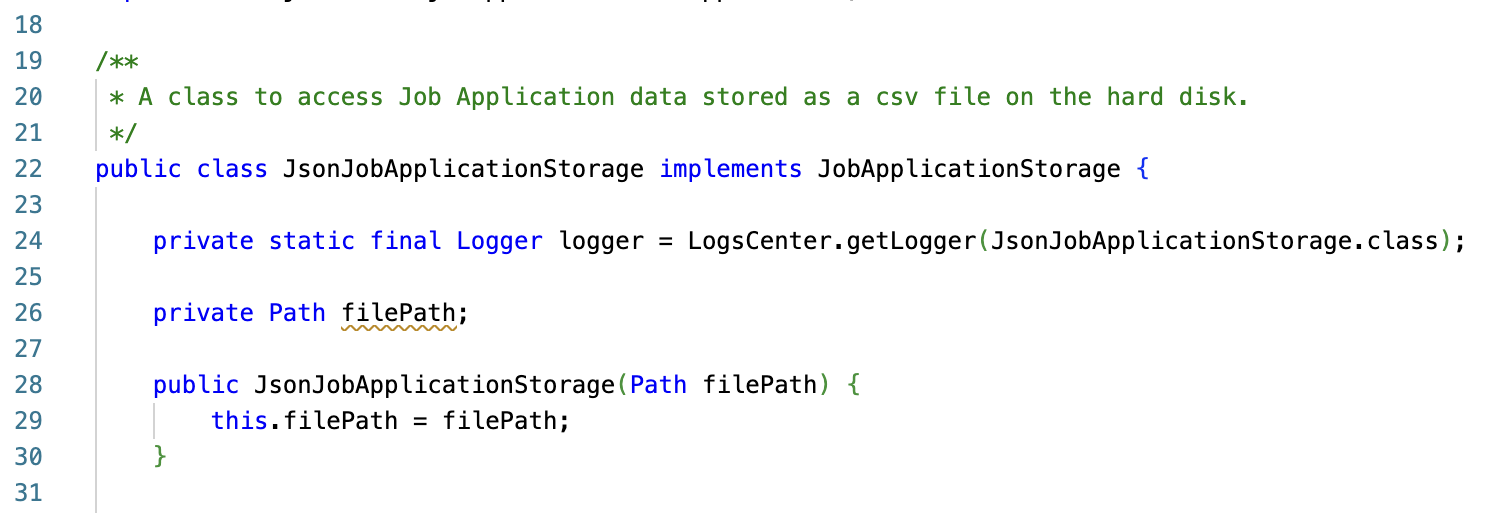 18
19 /**
20 * A class to access Job Application data stored as a csv file on the hard disk.
21 */
22 public class JsonJobApplicationStorage implements JobApplicationStorage {
23
24 private static final Logger logger = LogsCenter.getLogger(JsonJobApplicationStorage.class);
25
26 private Path filePath;
27
28 public JsonJobApplicationStorage(Path filePath) {
29 this.filePath = filePath;
30 }
31